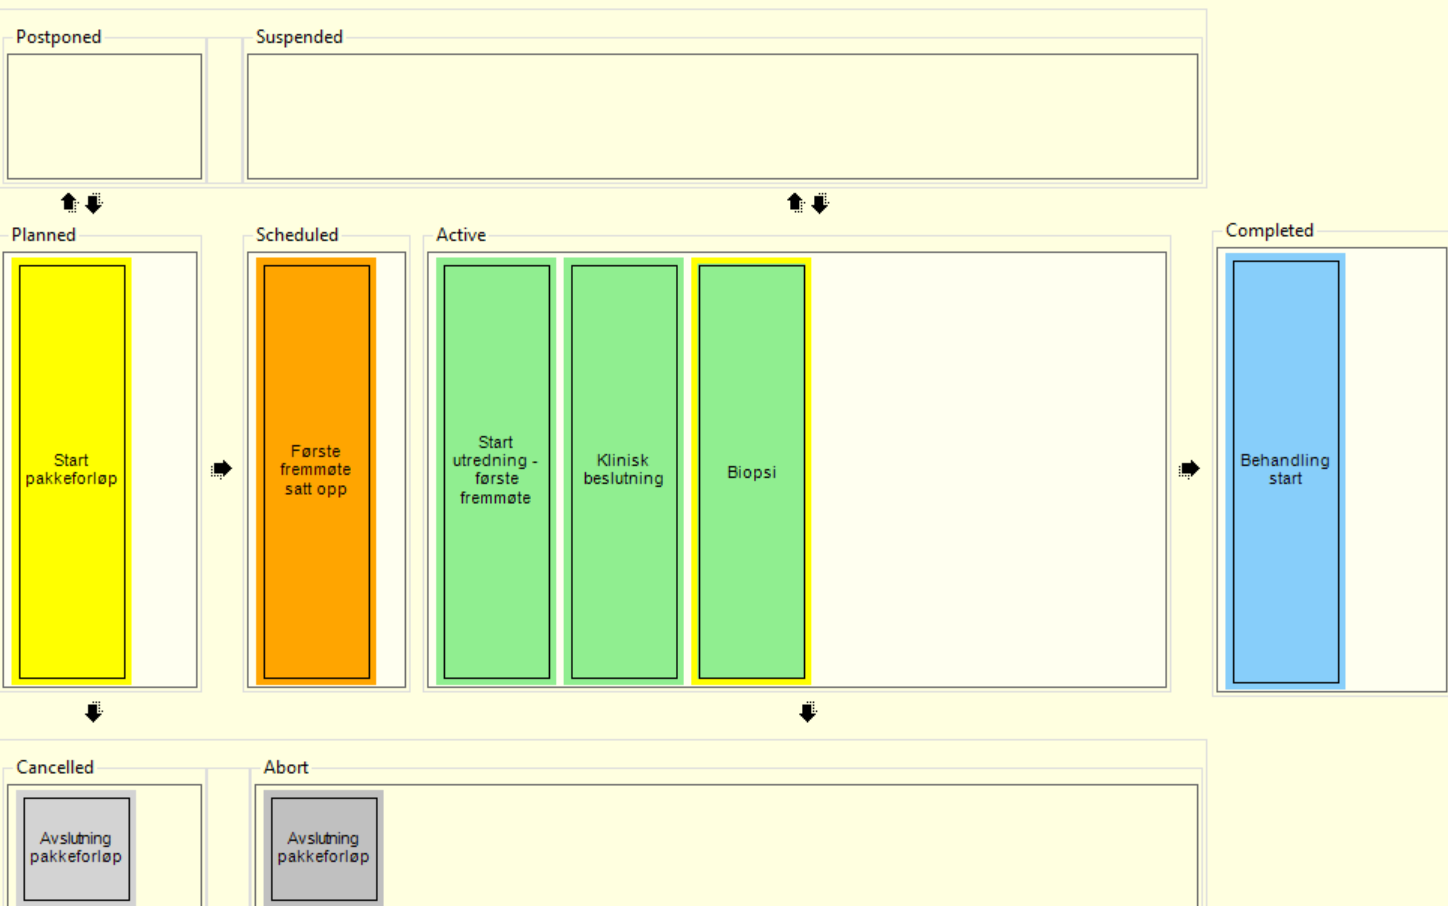 Postponed
Suspended
Planned
Scheduled
Active
Completed
Start
pakkeforløp
Første
fremmøte
satt opp
Start
utredning -
første
fremmøte
Klinisk
beslutning
Biopsi
Behandling
start
Cancelled
Abort
Avslutning
pakkeforløp
Avslutning
pakkeforløp